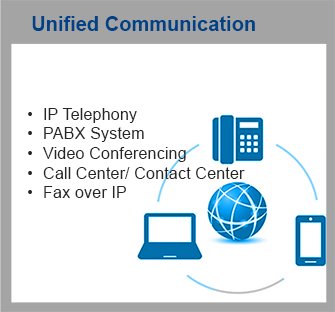 Unified Communication
• IP Telephony
• PABX System
• Video Conferencing
• Call Center/ Contact Center
• Fax over IP